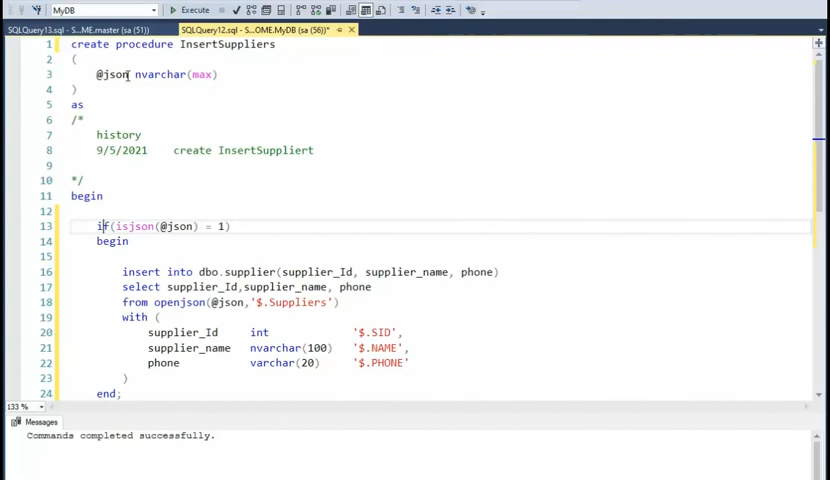 MyDB Execute
SQLQuery13.sql - S...ME.master (sa (51)) SQLQuery12.sql - S...OME.MyDB (sa (56))*
1 create procedure InsertSuppliers
2 (
3 @json nvarchar(max)
4 )
5 as
6 /*
7 history
8 9/5/2021 create InsertSuppliert
9
10 */
11 begin
12
13 if(isjson(@json) = 1)
14 begin
15
16 insert into dbo.supplier(supplier_Id, supplier_name, phone)
17 select supplier_Id,supplier_name, phone
18 from openjson(@json,'$.Suppliers')
19 with (
20 supplier_Id int '$.SID',
21 supplier_name nvarchar(100) '$.NAME',
22 phone varchar(20) '$.PHONE'
23 )
24 end;
133 %
Messages
Commands completed successfully.